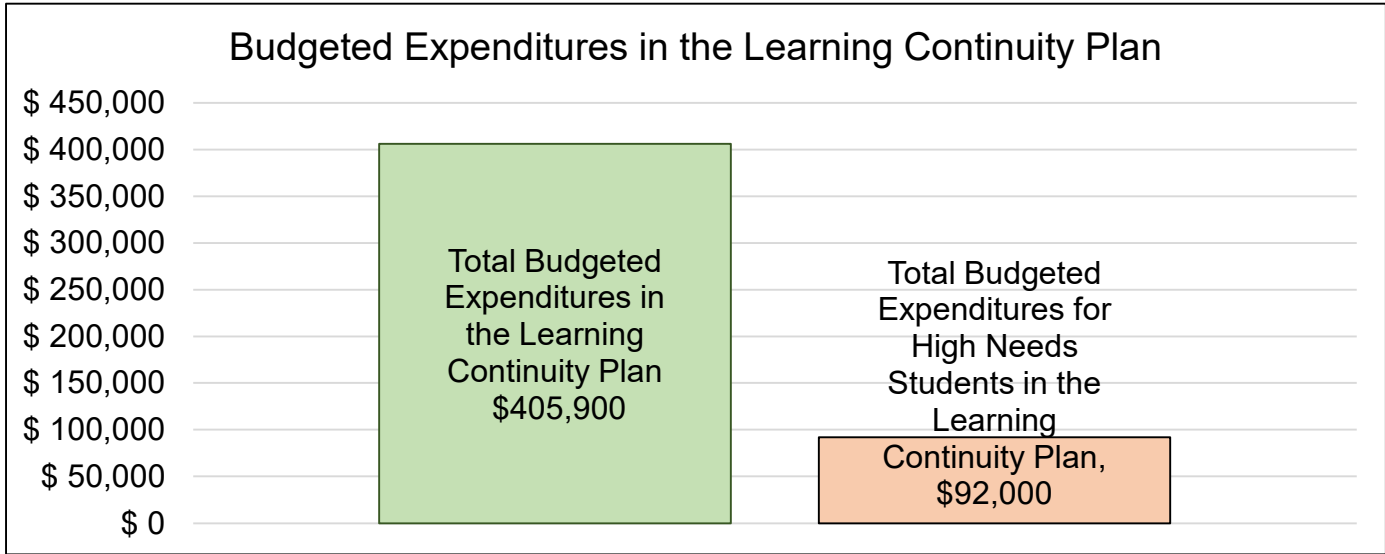 Budgeted Expenditures in the Learning Continuity Plan
$ 450,000
$ 400,000
$ 350,000
$ 300,000
$ 250,000
$ 200,000
$ 150,000
$ 100,000
$ 50,000
$ 0
Total Budgeted
Expenditures in
the Learning
Continuity Plan
$405,900
Total Budgeted
Expenditures for
High Needs
Students in the
Learning
Continuity Plan,
$92,000